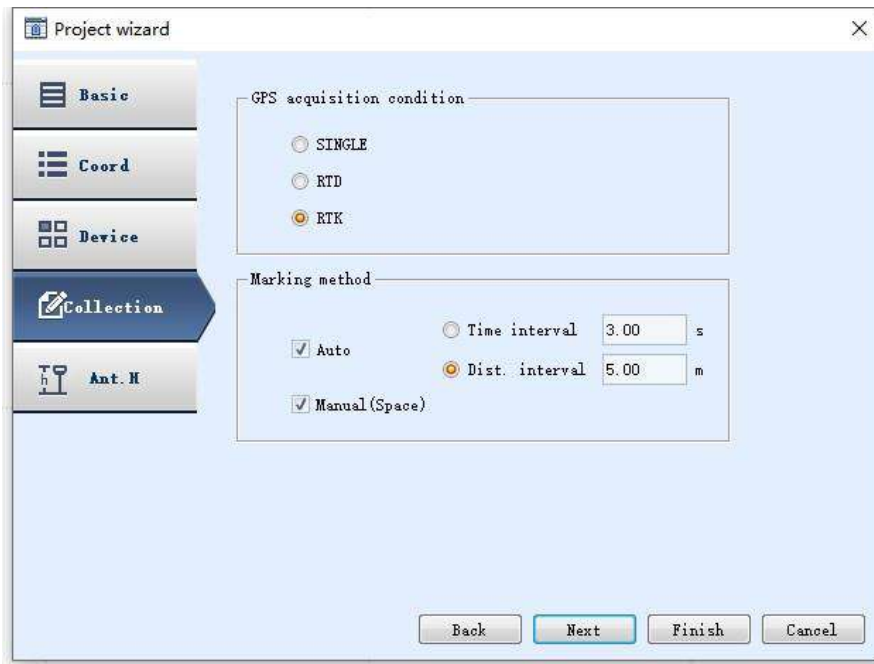 Project wizard
Basic
Coord
Device
Collection
Ant.H
GPS acquisition condition
SINGLE
RTD
RTK
Marking method
Auto
Time interval 3.00 s
Dist. interval 5.00 m
Manual(Space)
Back Next Finish Cancel